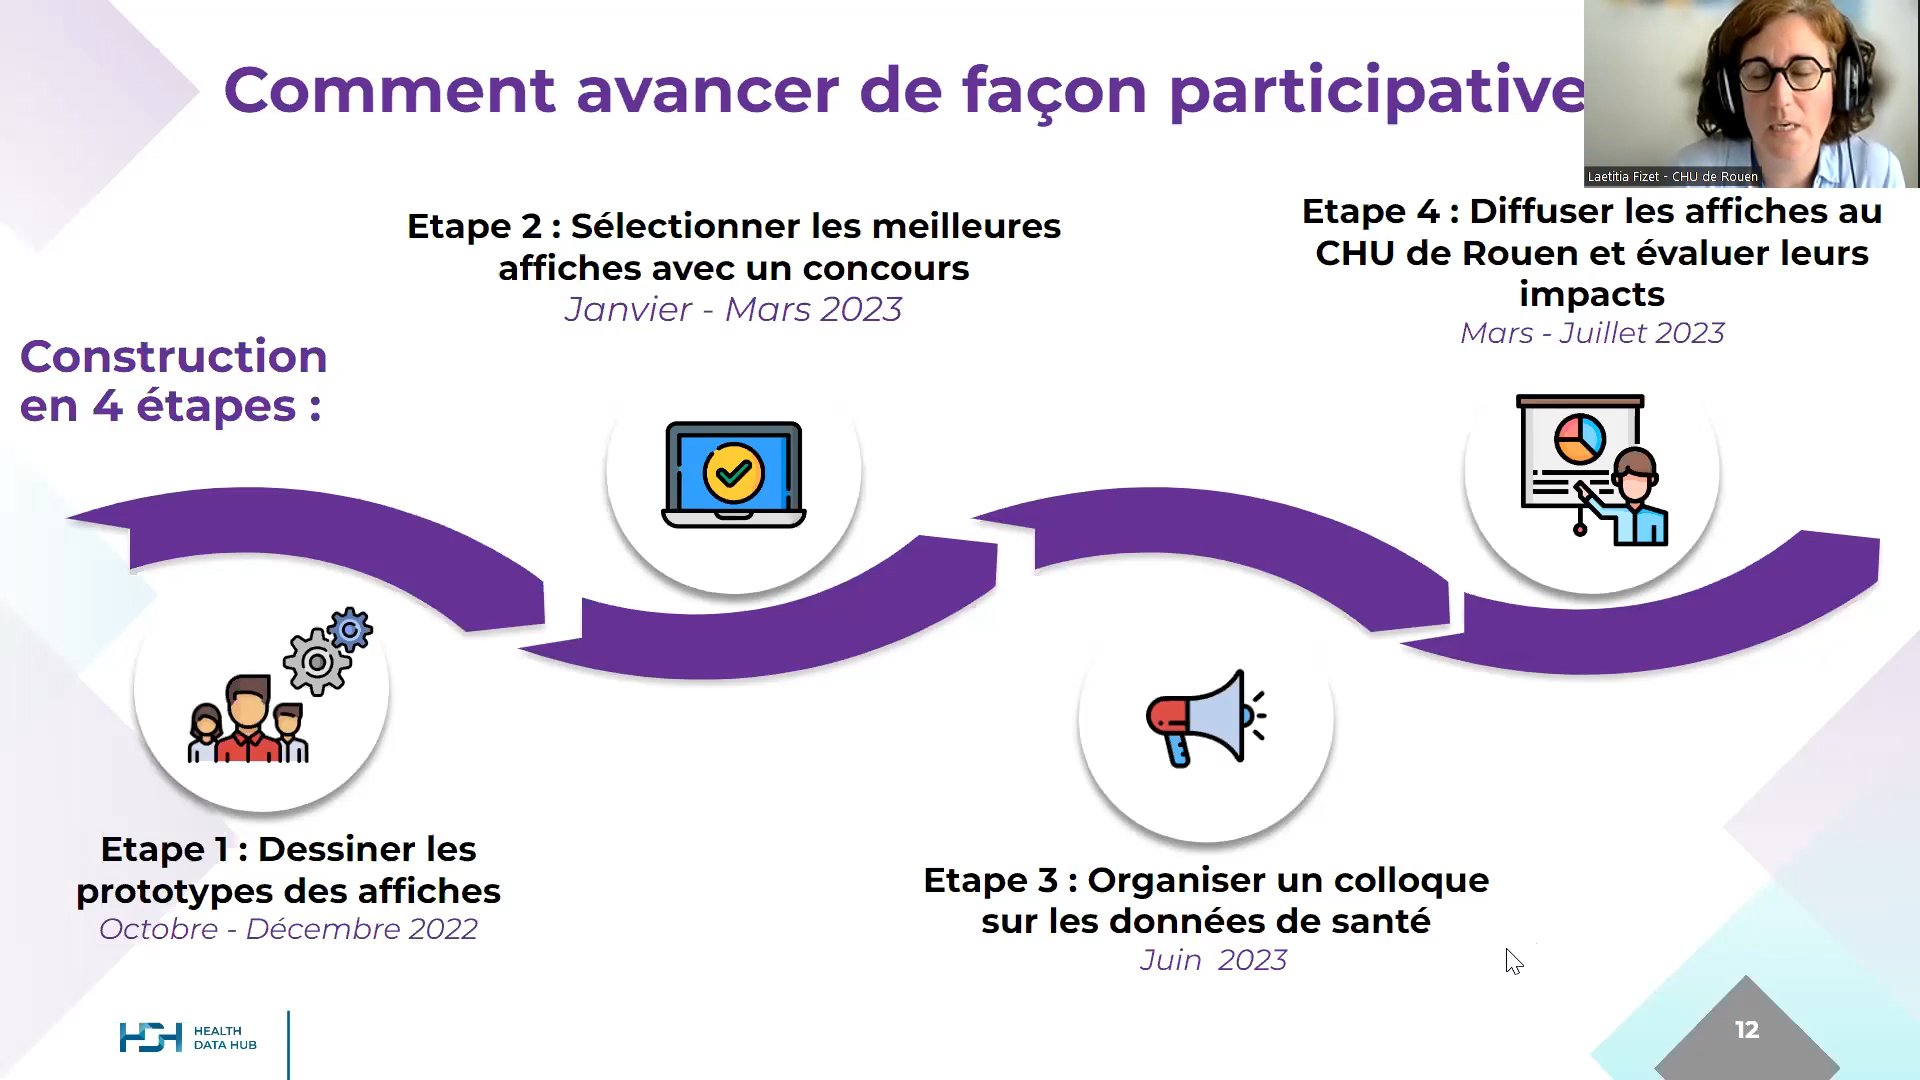 Comment avancer de façon participative
Laetitia Fizet - CHU de Rouen
Etape 2 : Sélectionner les meilleures
affiches avec un concours
Janvier - Mars 2023
Etape 4 : Diffuser les affiches au
CHU de Rouen et évaluer leurs
impacts
Mars - Juillet 2023
Construction
en 4 étapes :
Etape 1 : Dessiner les
prototypes des affiches
Octobre - Décembre 2022
Etape 3 : Organiser un colloque
sur les données de santé
Juin 2023
HDH
HEALTH
DATA HUB
12